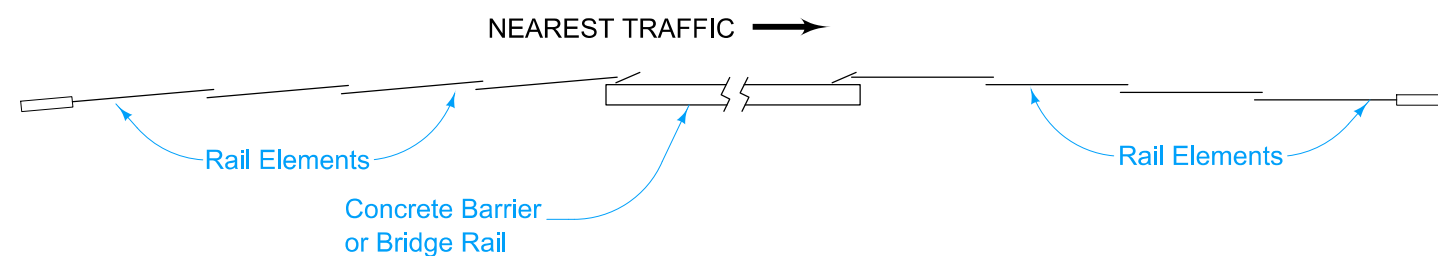 NEAREST TRAFFIC
Rail Elements
Rail Elements
Concrete Barrier
or Bridge Rail